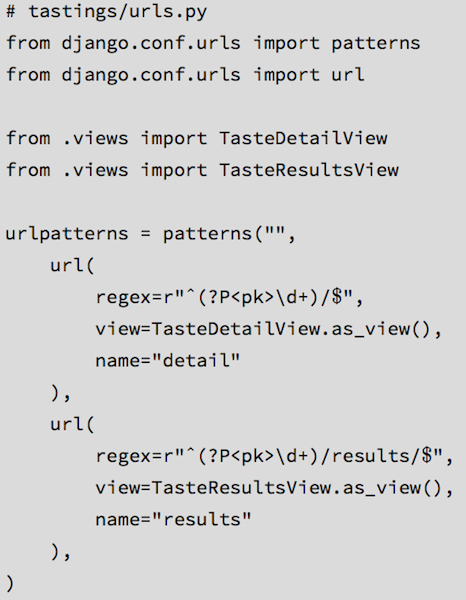 # tastings/urls.py
from django.conf.urls import patterns
from django.conf.urls import url

from .views import TasteDetailView
from .views import TasteResultsView

urlpatterns = patterns("",
    url(
        regex=r"ˆ(?P<pk>\d+)/$",
        view=TasteDetailView.as_view(),
        name="detail"
    ),
    url(
        regex=r"ˆ(?P<pk>\d+)/results/$",
        view=TasteResultsView.as_view(),
        name="results"
    ),
)